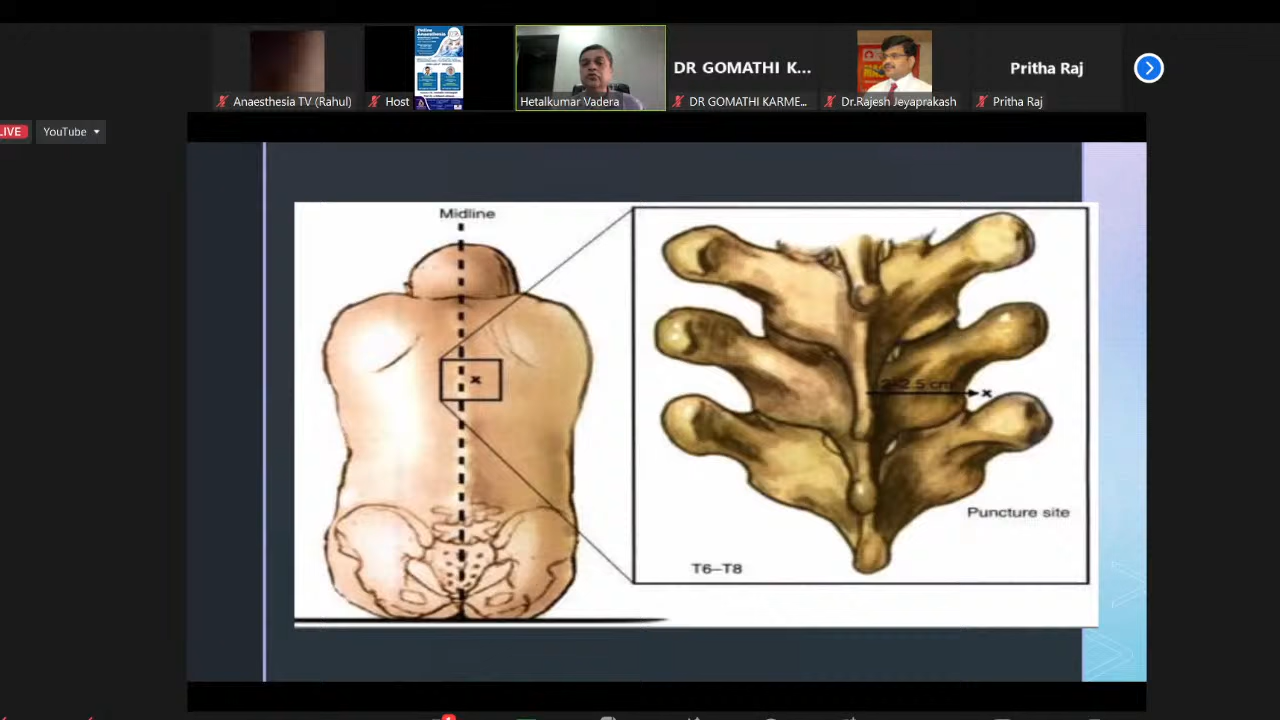 DR GOMATHI K...
Pritha Raj
Anaesthesia TV (Rahul)
Host
Hetalkumar Vadera
DR GOMATHI KARME...
Dr.Rajesh Jeyaprakash
Pritha Raj
LIVE
YouTube
Midline
Puncture site
T6–T8